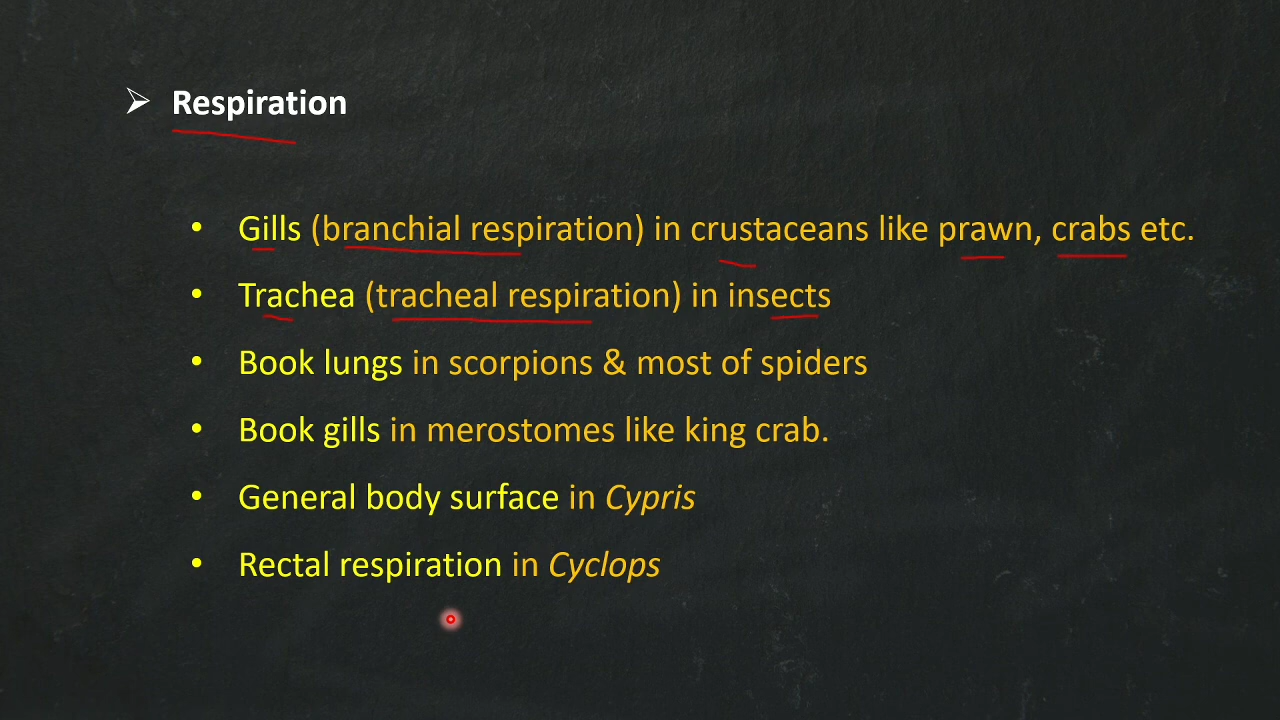 ➢ Respiration
• Gills (branchial respiration) in crustaceans like prawn, crabs etc.
• Trachea (tracheal respiration) in insects
• Book lungs in scorpions & most of spiders
• Book gills in merostomes like king crab.
• General body surface in Cypris
• Rectal respiration in Cyclops